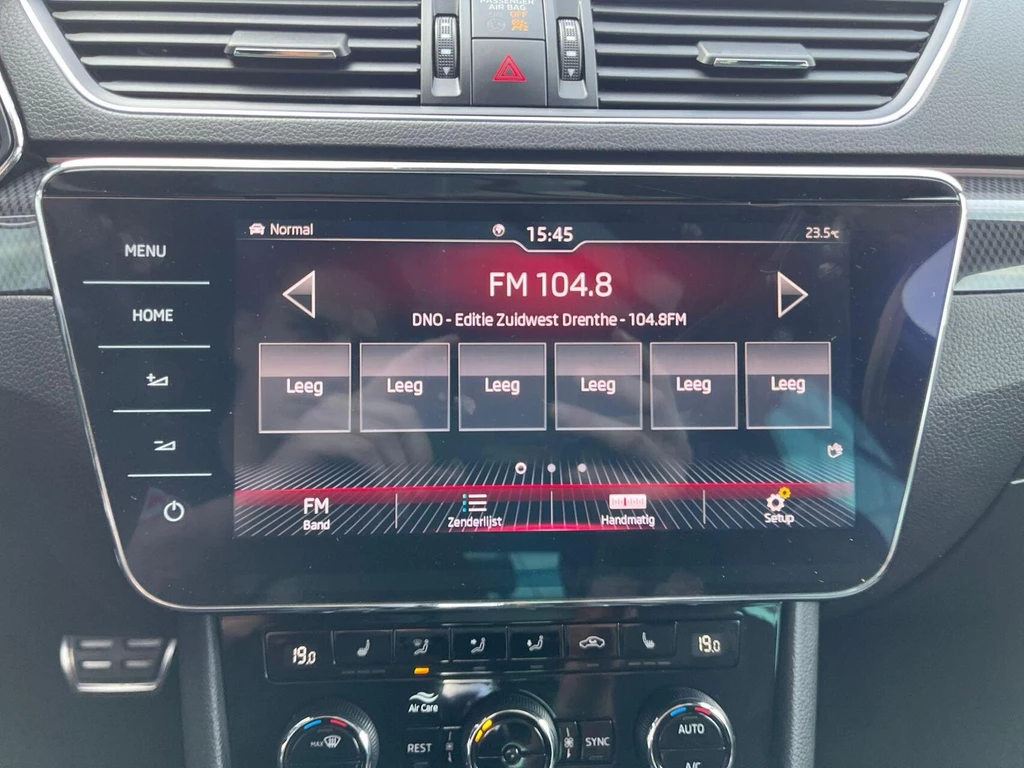 PASSENGER
AIR BAG
OFF
MENU
HOME
Normal
15:45
23.5°C
FM 104.8
DNO - Editie Zuidwest Drenthe - 104.8FM
Leeg Leeg Leeg Leeg Leeg Leeg
FM
Band
Zenderlijst
Handmatig
Setup
19.0
19.0
Air Care
MAX
REST
SYNC
AUTO
A/C